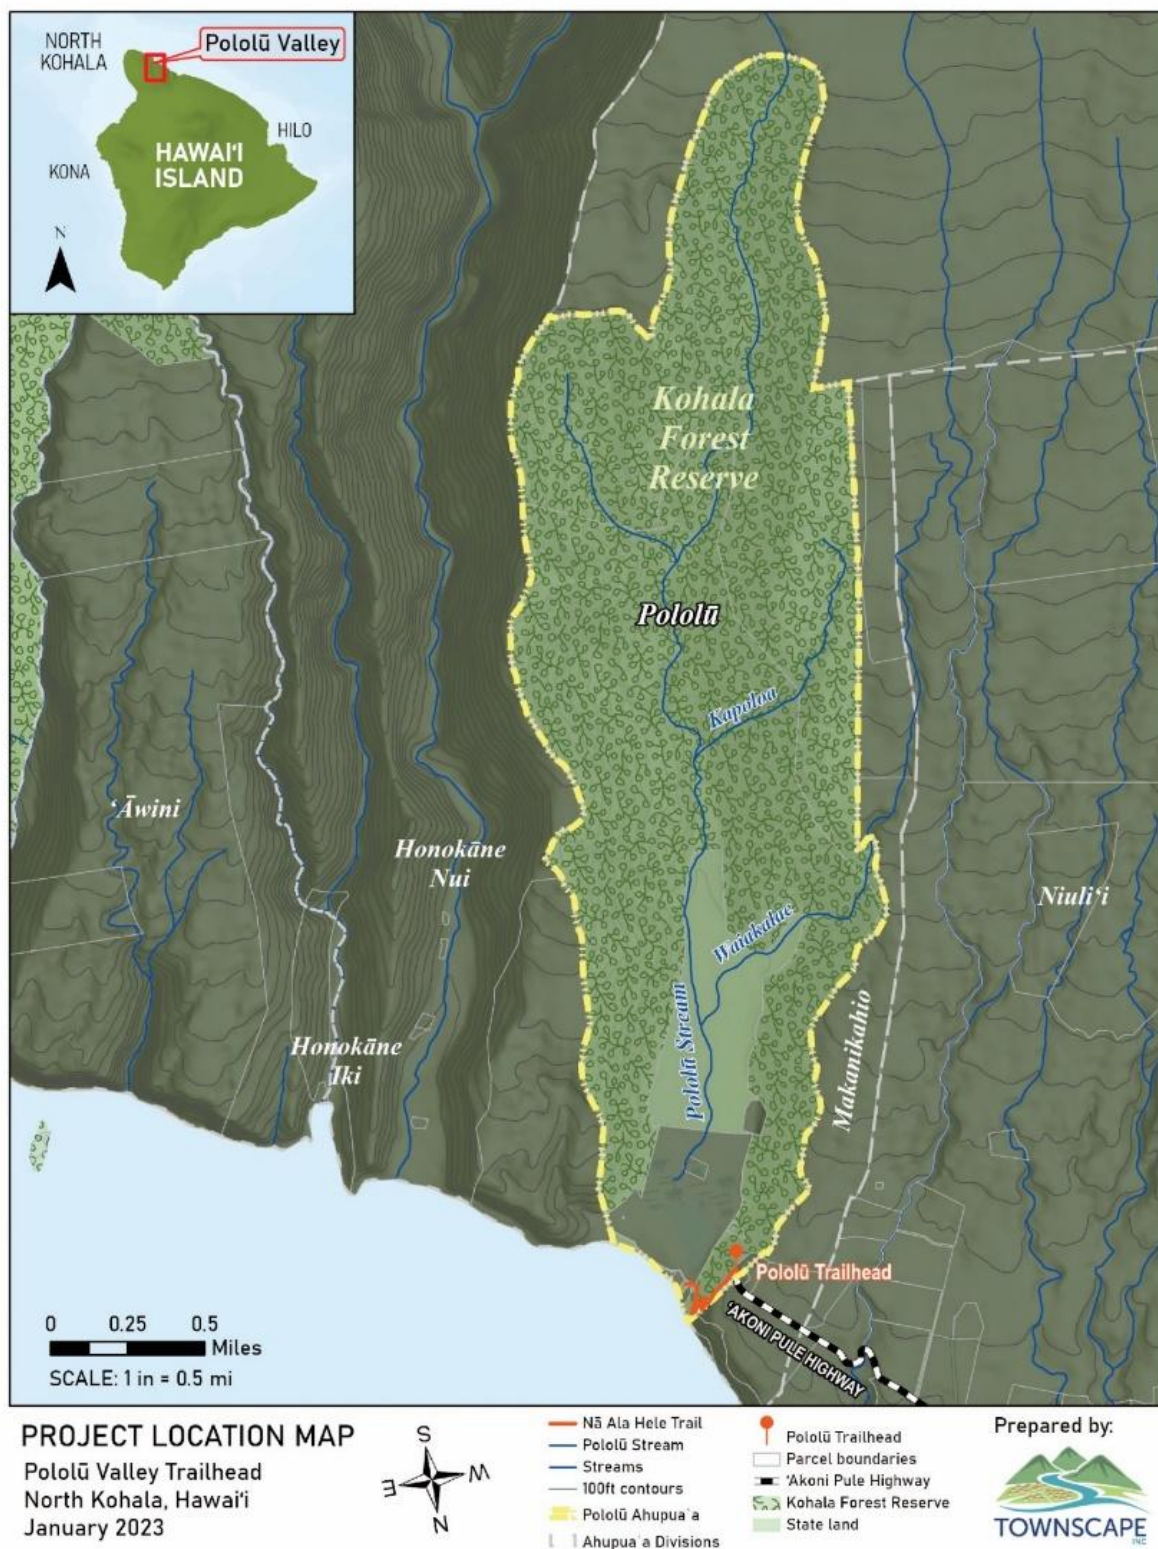 NORTH
KOHALA
Pololū Valley
HILO
KONA
HAWAIʻI
ISLAND
N
Kohala
Forest
Reserve
Pololū
Kapoloa
ʻĀwini
Honokāne
Nui
Niuliʻi
Waiakalae
Pololū Stream
Makanikahio
Honokāne
Iki
Pololū Trailhead
ʻAKONI PULE HIGHWAY
0 0.25 0.5
Miles
SCALE: 1 in = 0.5 mi
PROJECT LOCATION MAP
Pololū Valley Trailhead
North Kohala, Hawaiʻi
January 2023
S
W
E
N
Nā Ala Hele Trail
Pololū Stream
Streams
100ft contours
Pololū Ahupuaʻa
Ahupuaʻa Divisions
Pololū Trailhead
Parcel boundaries
ʻAkoni Pule Highway
Kohala Forest Reserve
State land
Prepared by:
TOWNSCAPE
INC